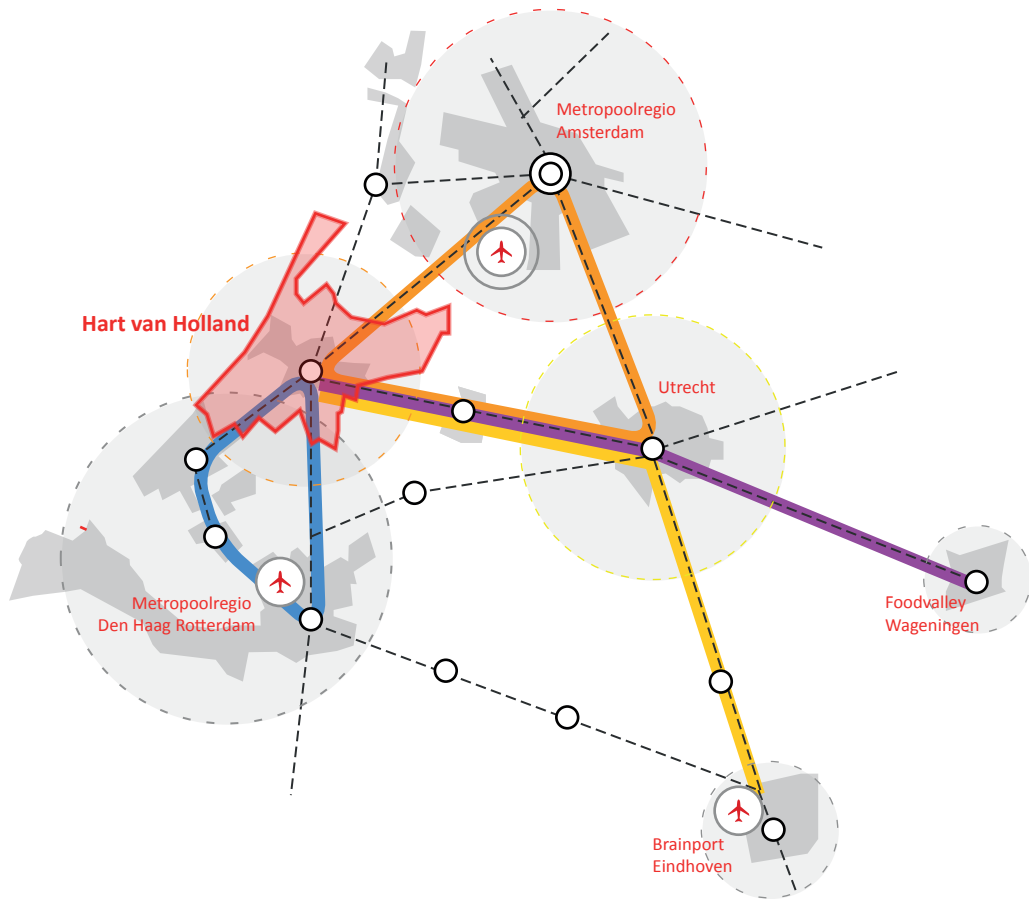 Metropoolregio
Amsterdam
Hart van Holland
Utrecht
Metropoolregio
Den Haag Rotterdam
Foodvalley
Wageningen
Brainport
Eindhoven